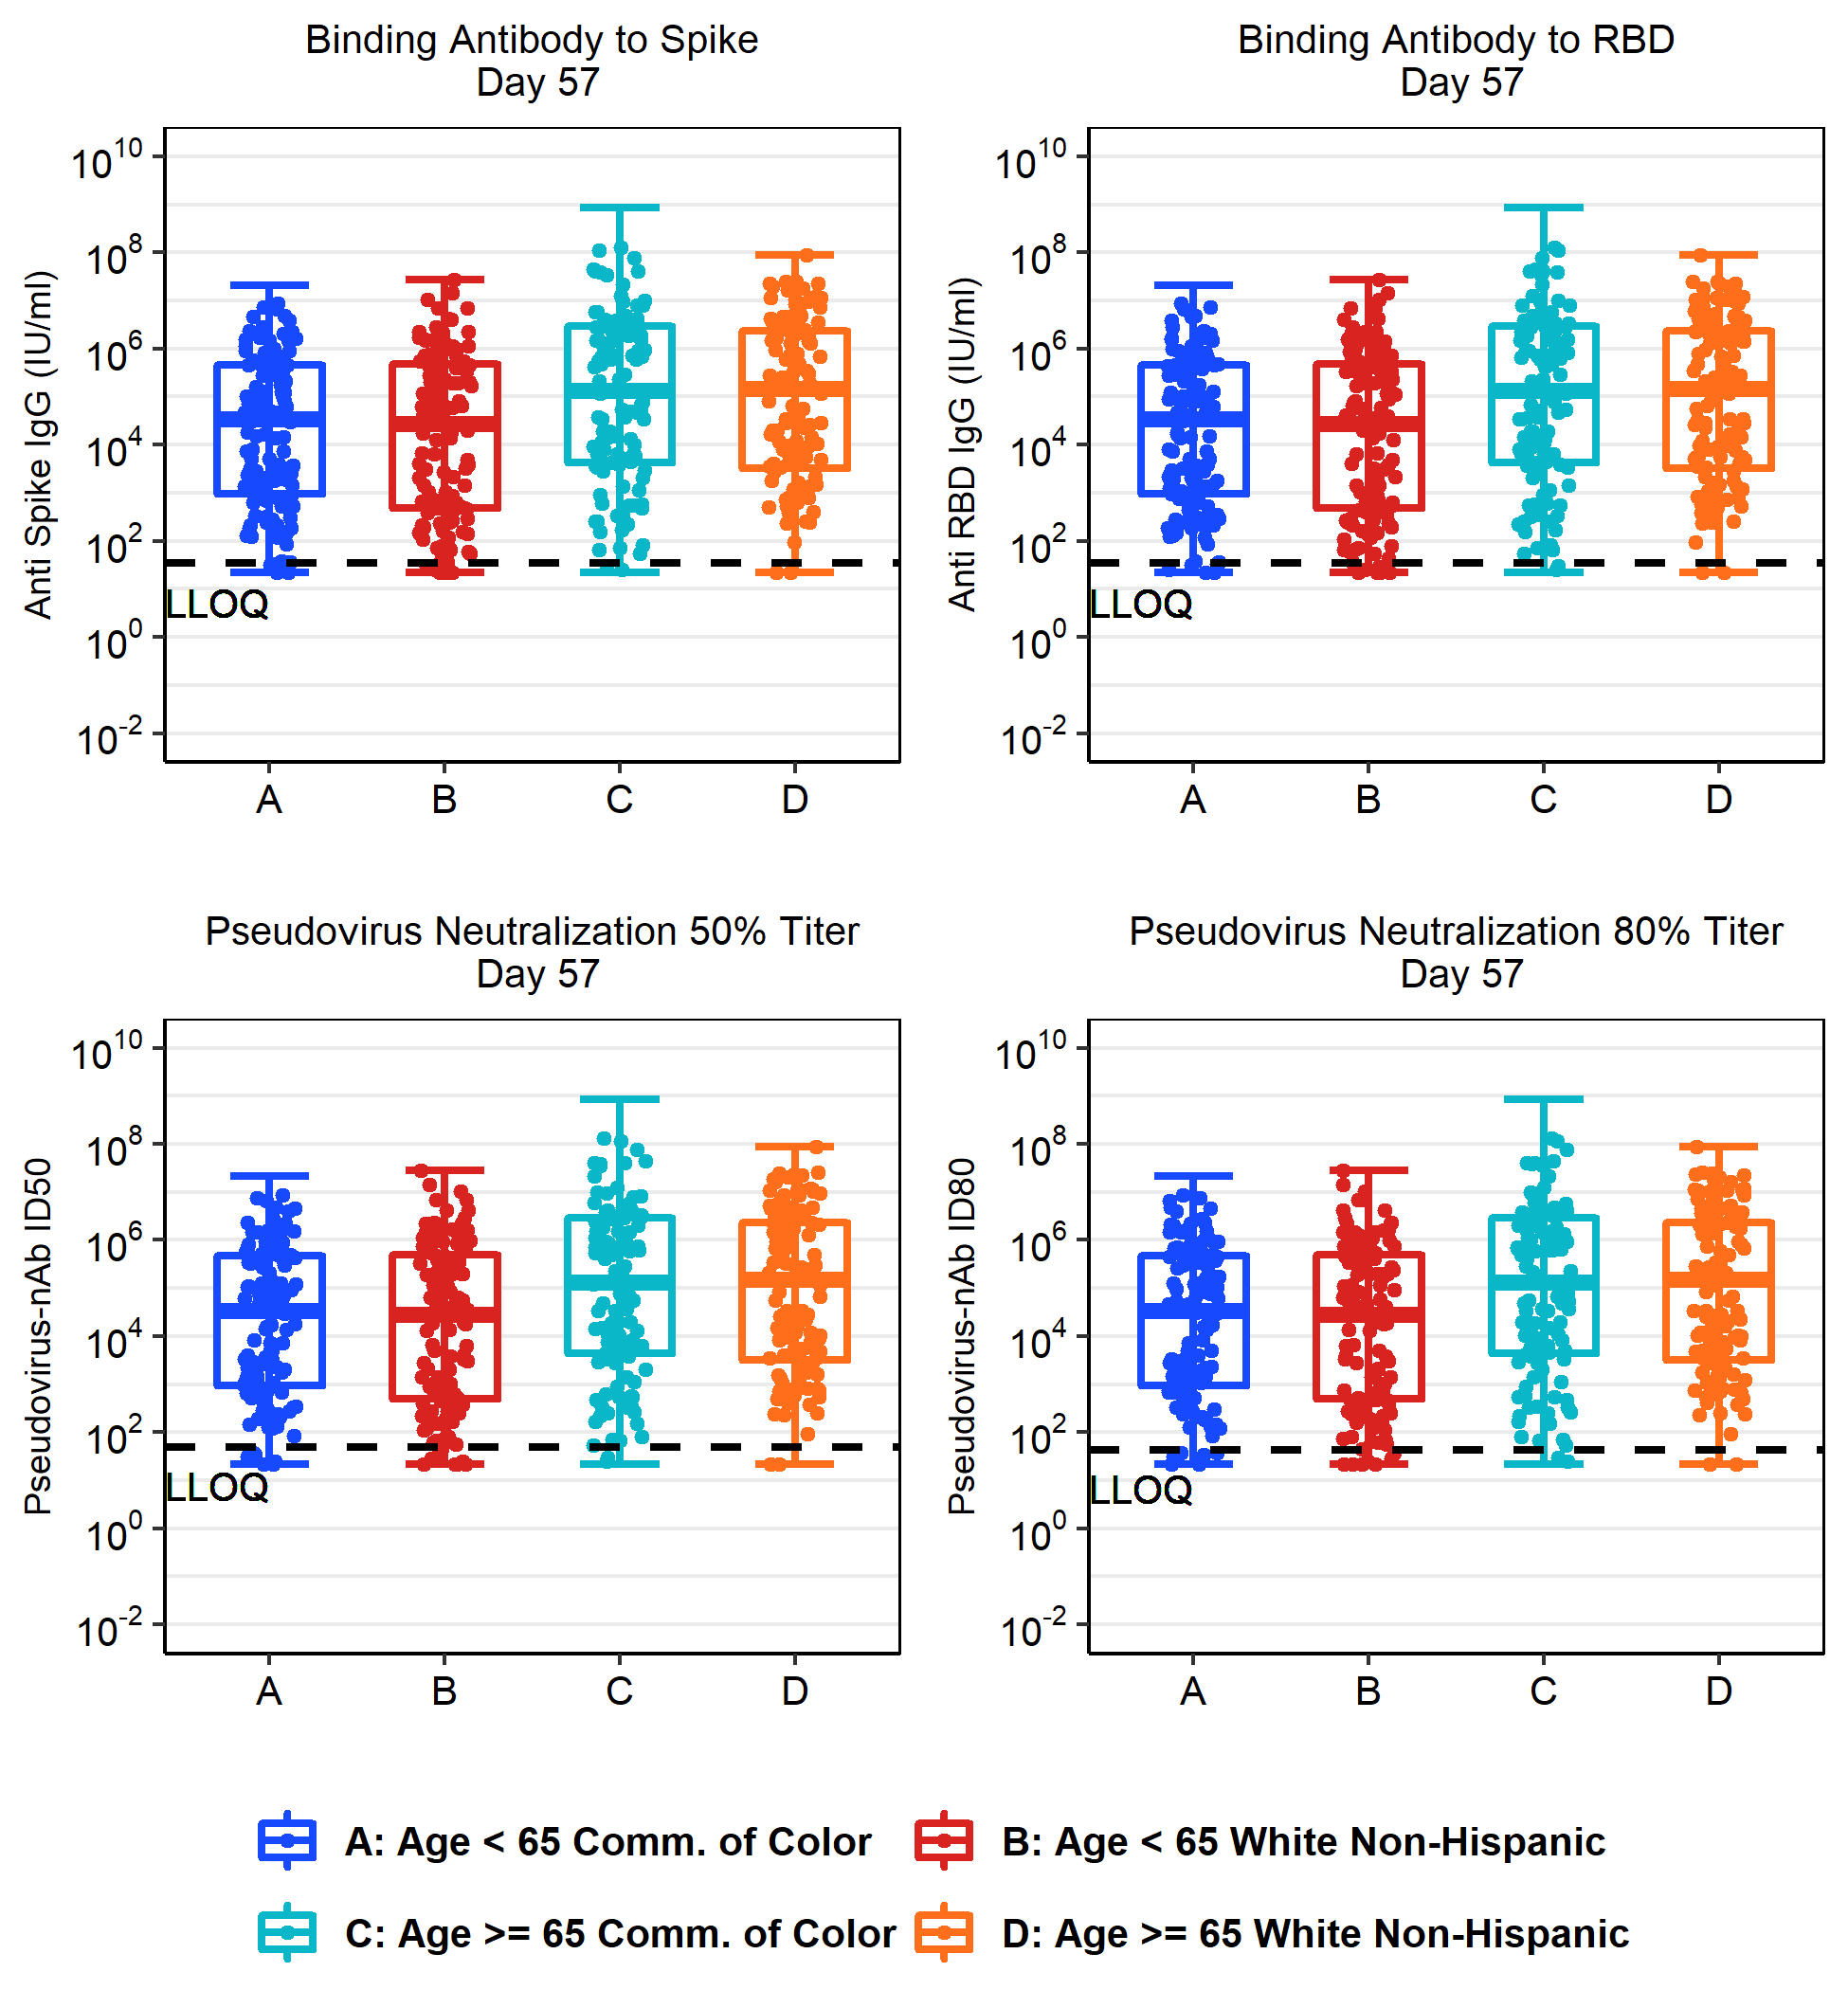 Binding Antibody to Spike
Day 57
Anti Spike IgG (IU/ml)
10^10
10^8
10^6
10^4
10^2
10^0
10^-2
LLOQ
A B C D
Binding Antibody to RBD
Day 57
Anti RBD IgG (IU/ml)
10^10
10^8
10^6
10^4
10^2
10^0
10^-2
LLOQ
A B C D
Pseudovirus Neutralization 50% Titer
Day 57
Pseudovirus-nAb ID50
10^10
10^8
10^6
10^4
10^2
10^0
10^-2
LLOQ
A B C D
Pseudovirus Neutralization 80% Titer
Day 57
Pseudovirus-nAb ID80
10^10
10^8
10^6
10^4
10^2
10^0
10^-2
LLOQ
A B C D
A: Age < 65 Comm. of Color
B: Age < 65 White Non-Hispanic
C: Age >= 65 Comm. of Color
D: Age >= 65 White Non-Hispanic